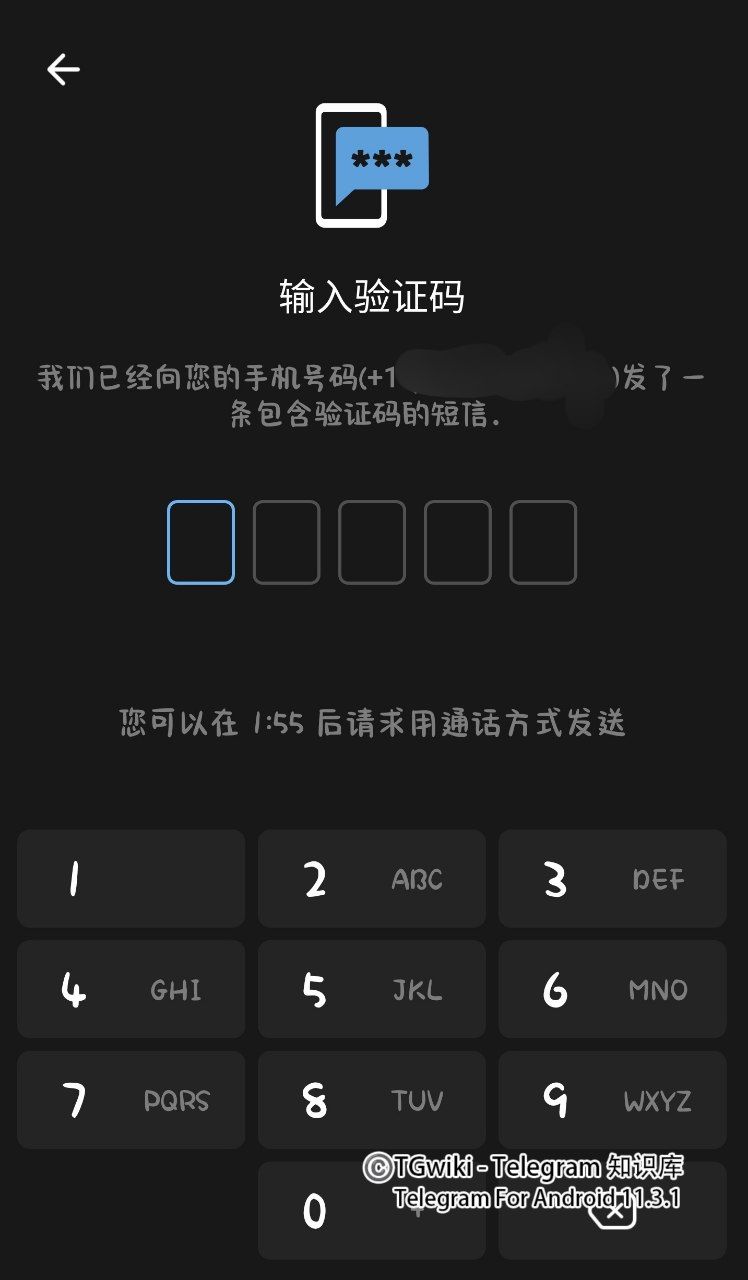 ***
输入验证码
我们已经向您的手机号码(+1 )发了一
条包含验证码的短信.
您可以在 1:55 后请求用通话方式发送
1
2 ABC
3 DEF
4 GHI
5 JKL
6 MNO
7 PQRS
8 TUV
9 WXYZ
©TGwiki - Telegram 知识库
Telegram For Android 11.3.1
0 +